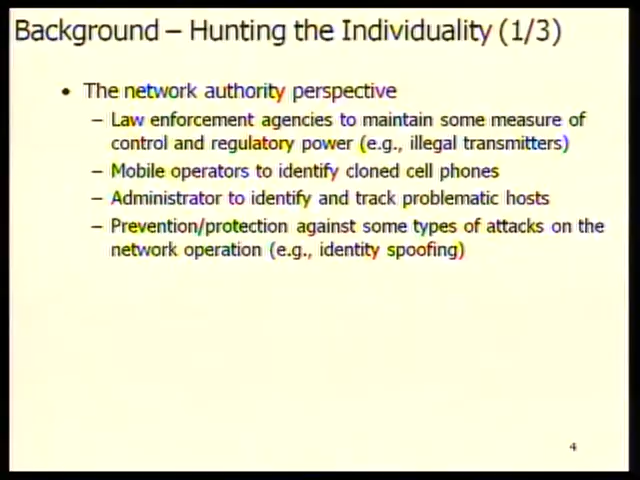 Background – Hunting the Individuality (1/3)
• The network authority perspective
– Law enforcement agencies to maintain some measure of
control and regulatory power (e.g., illegal transmitters)
– Mobile operators to identify cloned cell phones
– Administrator to identify and track problematic hosts
– Prevention/protection against some types of attacks on the
network operation (e.g., identity spoofing)
4